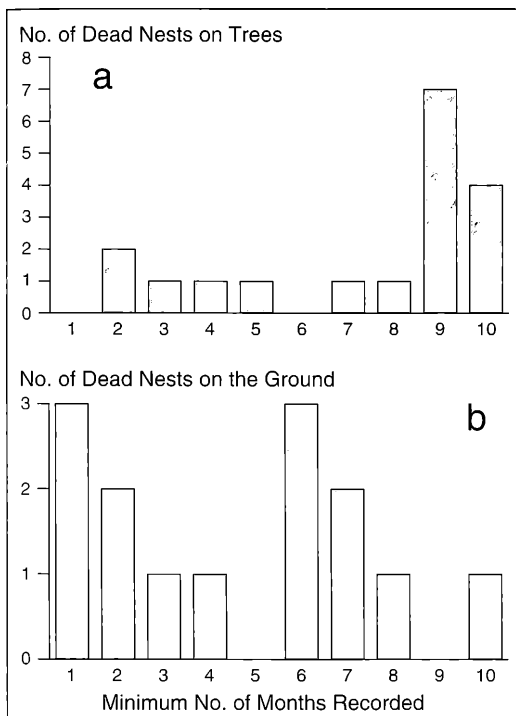 No. of Dead Nests on Trees
a
8
7
6
5
4
3
2
1
0
1 2 3 4 5 6 7 8 9 10
No. of Dead Nests on the Ground
b
3
2
1
0
1 2 3 4 5 6 7 8 9 10
Minimum No. of Months Recorded